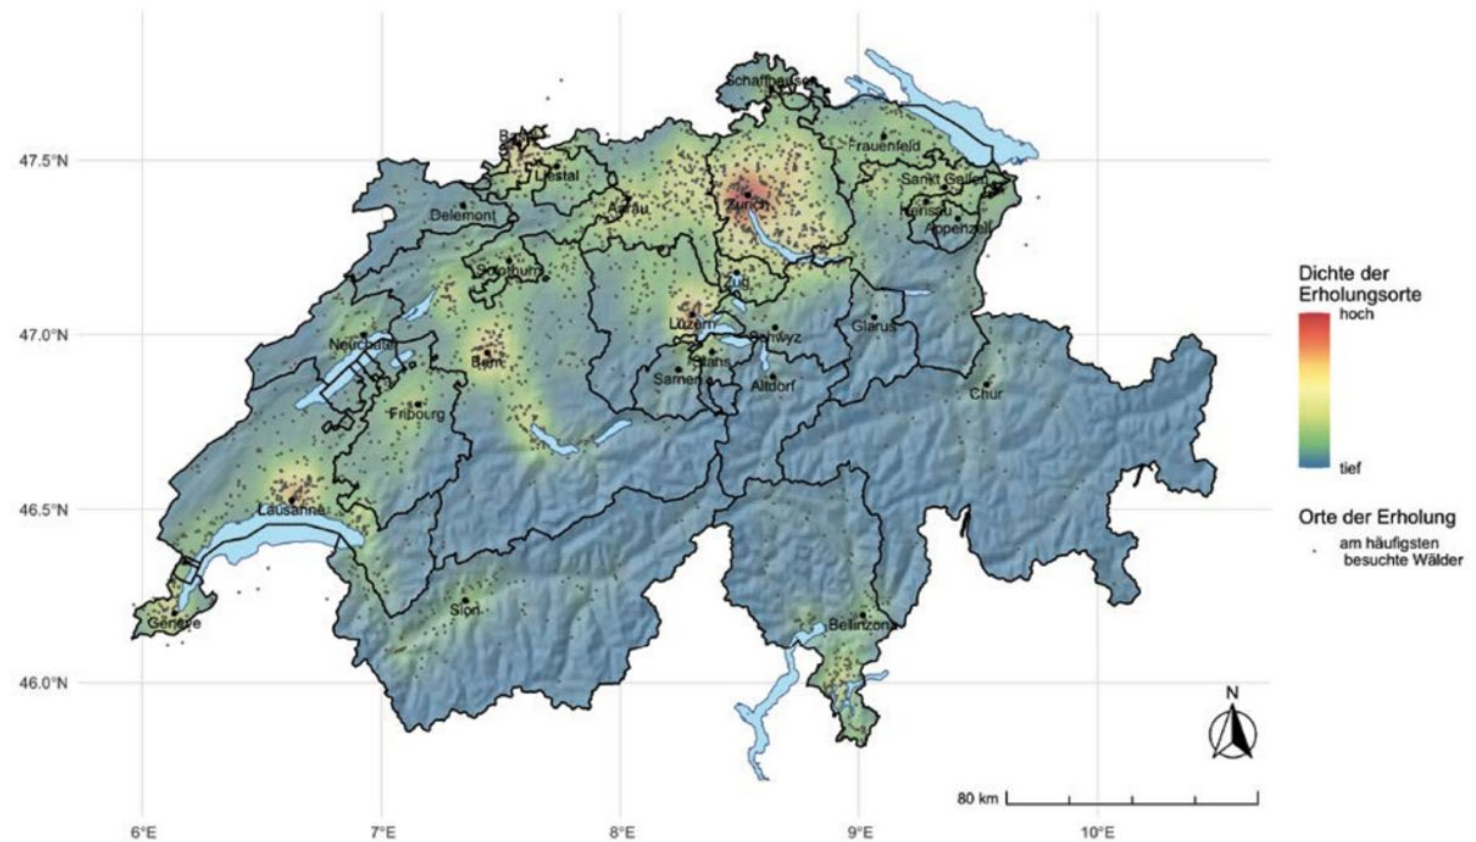 Schaffhausen
Basel
47.5°N
Frauenfeld
Liestal
Sankt Gallen
Delémont
Aarau
Zürich
Herisau
Appenzell
Solothurn
Zug
Dichte der
Erholungsorte
hoch
Luzern
47.0°N
Neuchâtel
Schwyz
Glarus
Bern
Stans
Sarnen
Altdorf
Chur
Fribourg
tief
46.5°N
Lausanne
Orte der Erholung
am häufigsten
besuchte Wälder
Sion
Genève
Bellinzona
46.0°N
N
80 km
6°E
7°E
8°E
9°E
10°E